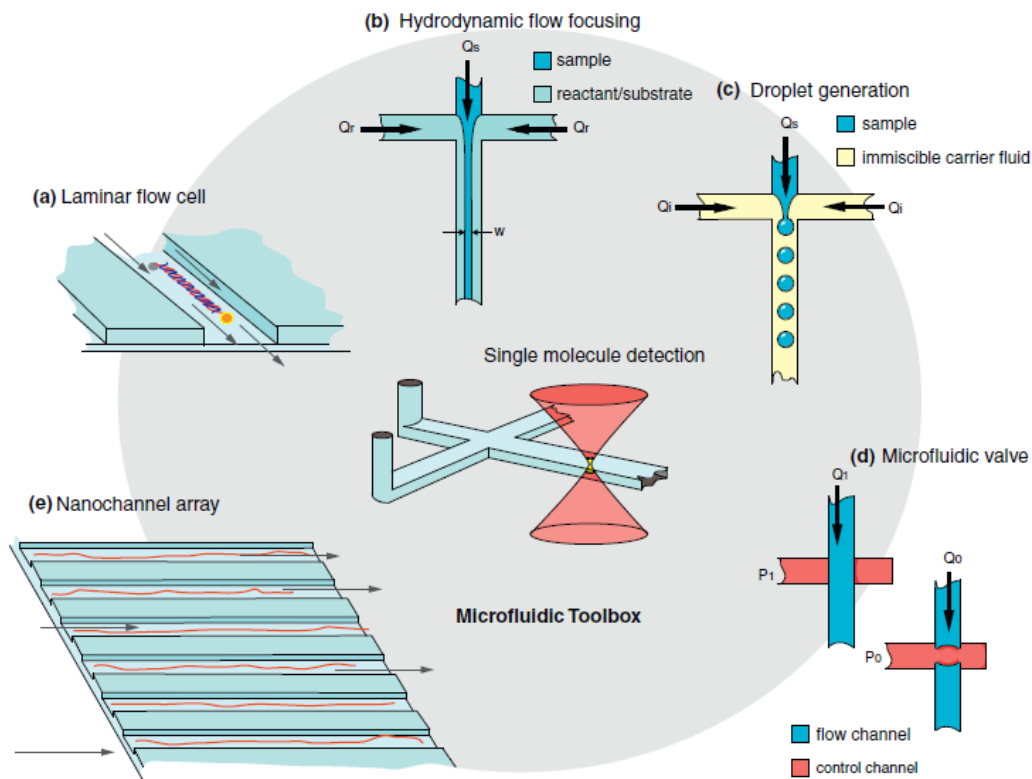 (b) Hydrodynamic flow focusing
Qs
sample
reactant/substrate
Qr
Qr
w
(c) Droplet generation
Qs
sample
immiscible carrier fluid
Qi
Qi
(a) Laminar flow cell
Single molecule detection
(d) Microfluidic valve
Q1
P1
Q0
P0
flow channel
control channel
(e) Nanochannel array
Microfluidic Toolbox